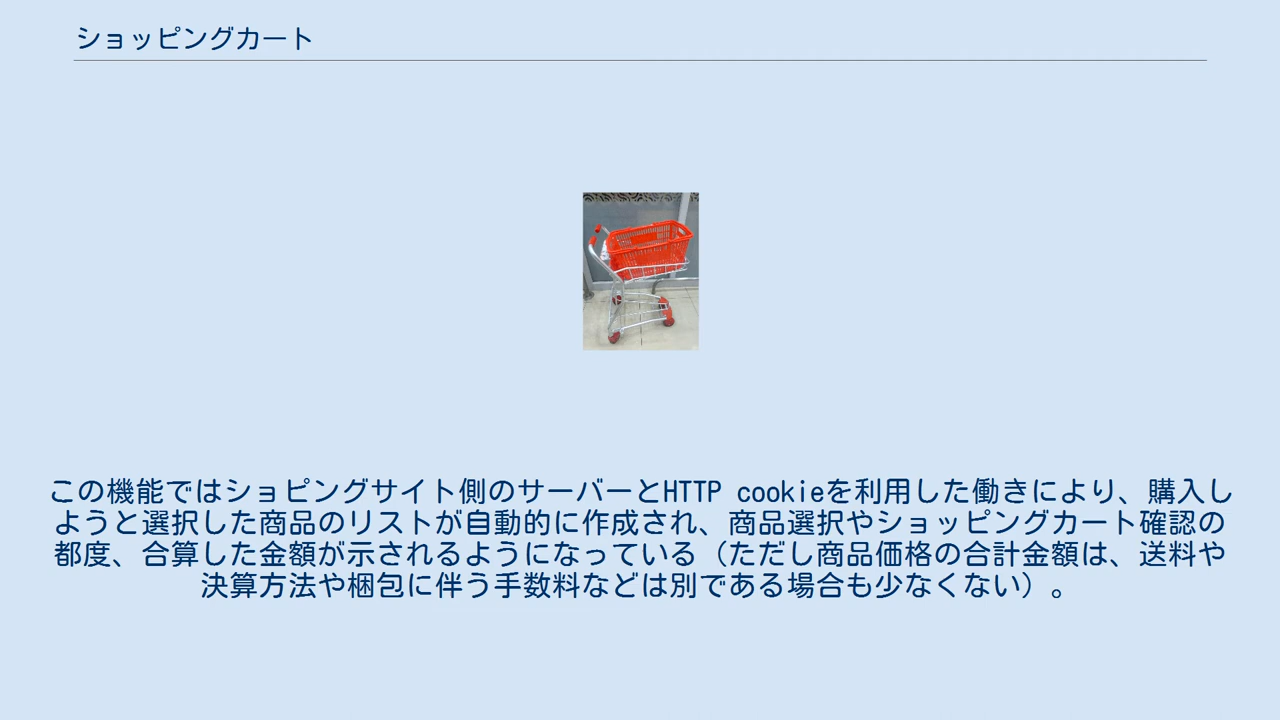 ショッピングカート
この機能ではショピングサイト側のサーバーとHTTP cookieを利用した働きにより、購入し
ようと選択した商品のリストが自動的に作成され、商品選択やショッピングカート確認の
都度、合算した金額が示されるようになっている（ただし商品価格の合計金額は、送料や
決算方法や梱包に伴う手数料などは別である場合も少なくない）。